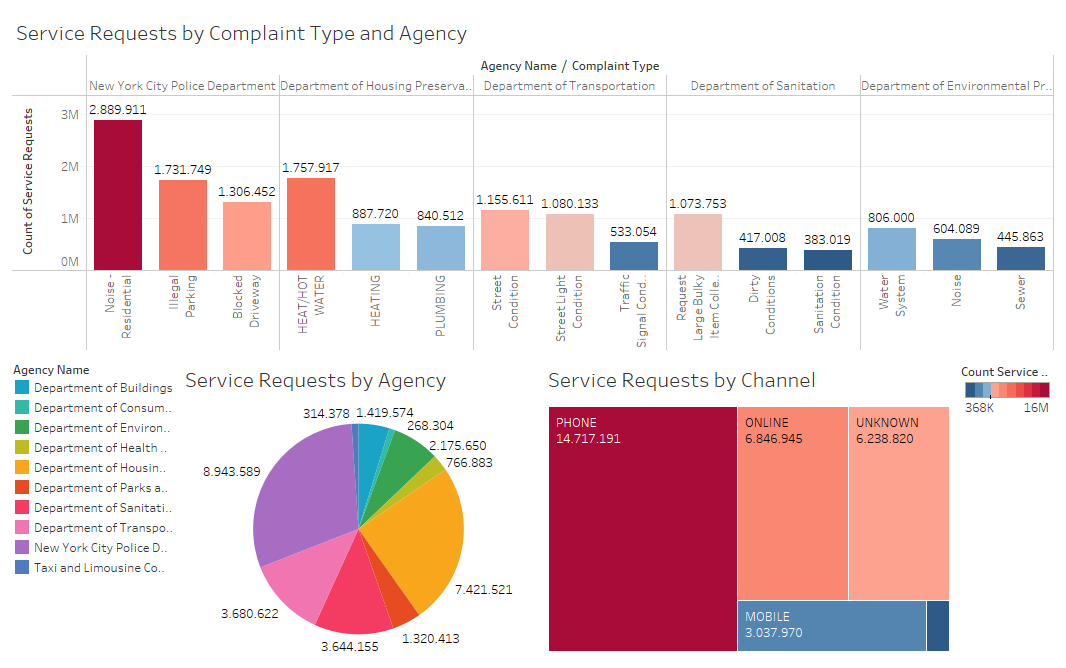 Service Requests by Complaint Type and Agency
Agency Name / Complaint Type
New York City Police Department
Department of Housing Preserva..
Department of Transportation
Department of Sanitation
Department of Environmental Pr..
Count of Service Requests
3M
2M
1M
0M
2.889.911
1.731.749
1.306.452
1.757.917
887.720
840.512
1.155.611
1.080.133
533.054
1.073.753
417.008
383.019
806.000
604.089
445.863
Noise -
Residential
Illegal
Parking
Blocked
Driveway
HEAT/HOT
WATER
HEATING
PLUMBING
Street
Condition
Street Light
Condition
Traffic
Signal Cond..
Request
Large Bulky
Item Colle..
Dirty
Conditions
Sanitation
Condition
Water
System
Noise
Sewer
Agency Name
Department of Buildings
Department of Consum..
Department of Environ..
Department of Health ..
Department of Housin..
Department of Parks a..
Department of Sanitati..
Department of Transpo..
New York City Police D..
Taxi and Limousine Co..
Service Requests by Agency
314.378
1.419.574
268.304
2.175.650
766.883
7.421.521
1.320.413
3.644.155
3.680.622
8.943.589
Service Requests by Channel
PHONE
14.717.191
ONLINE
6.846.945
UNKNOWN
6.238.820
MOBILE
3.037.970
Count Service ..
368K
16M